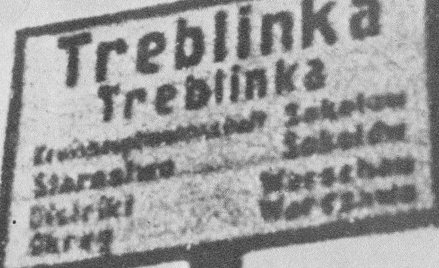 Treblinka
Treblinka
Kreishauptmannschaft Sokolow
Starostwo Sokołów
Distrikt Warschau
Okręg Warszawa